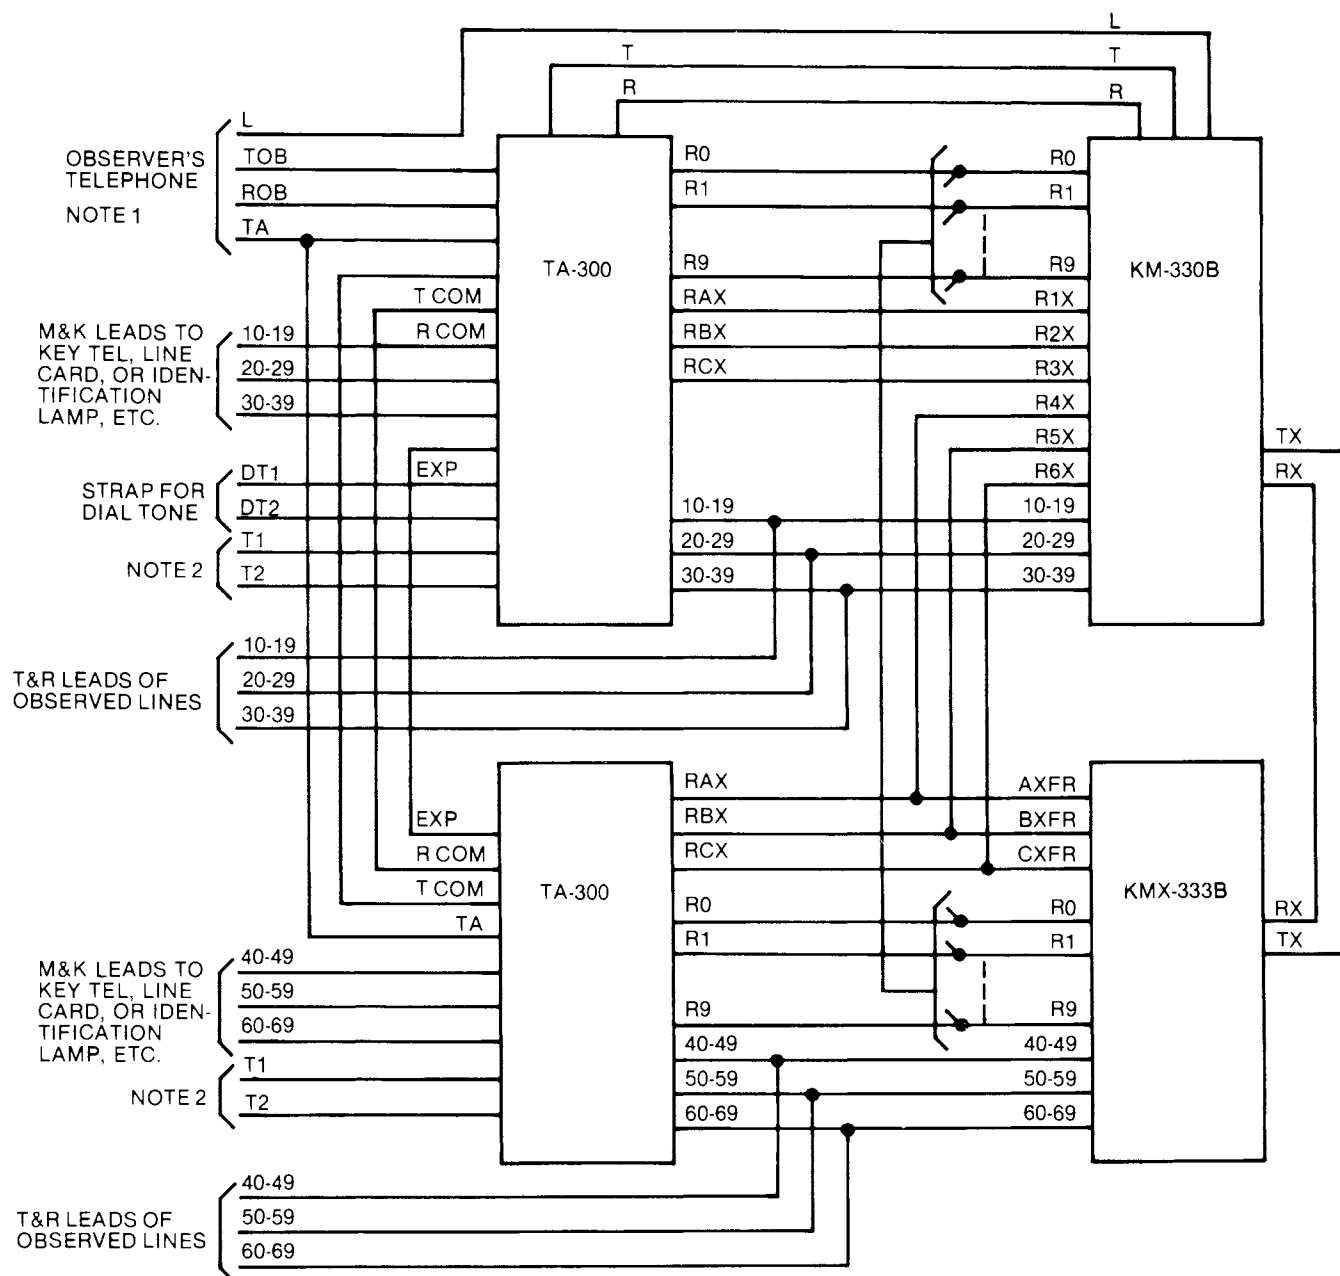 L
T
T
R
R
L
TOB
ROB
TA
OBSERVER'S
TELEPHONE
NOTE 1
TA-300
R0
R1
R9
RAX
RBX
RCX
R0
R1
R9
R1X
R2X
R3X
R4X
R5X
R6X
KM-330B
TX
RX
T COM
R COM
M&K LEADS TO
KEY TEL, LINE
CARD, OR IDEN-
TIFICATION
LAMP, ETC.
10-19
20-29
30-39
EXP
STRAP FOR
DIAL TONE
DT1
DT2
NOTE 2
T1
T2
10-19
20-29
30-39
10-19
20-29
30-39
T&R LEADS OF
OBSERVED LINES
10-19
20-29
30-39
EXP
R COM
T COM
TA
TA-300
RAX
RBX
RCX
R0
R1
R9
40-49
50-59
60-69
AXFR
BXFR
CXFR
R0
R1
R9
40-49
50-59
60-69
KMX-333B
RX
TX
M&K LEADS TO
KEY TEL, LINE
CARD, OR IDEN-
TIFICATION
LAMP, ETC.
40-49
50-59
60-69
NOTE 2
T1
T2
T&R LEADS OF
OBSERVED LINES
40-49
50-59
60-69